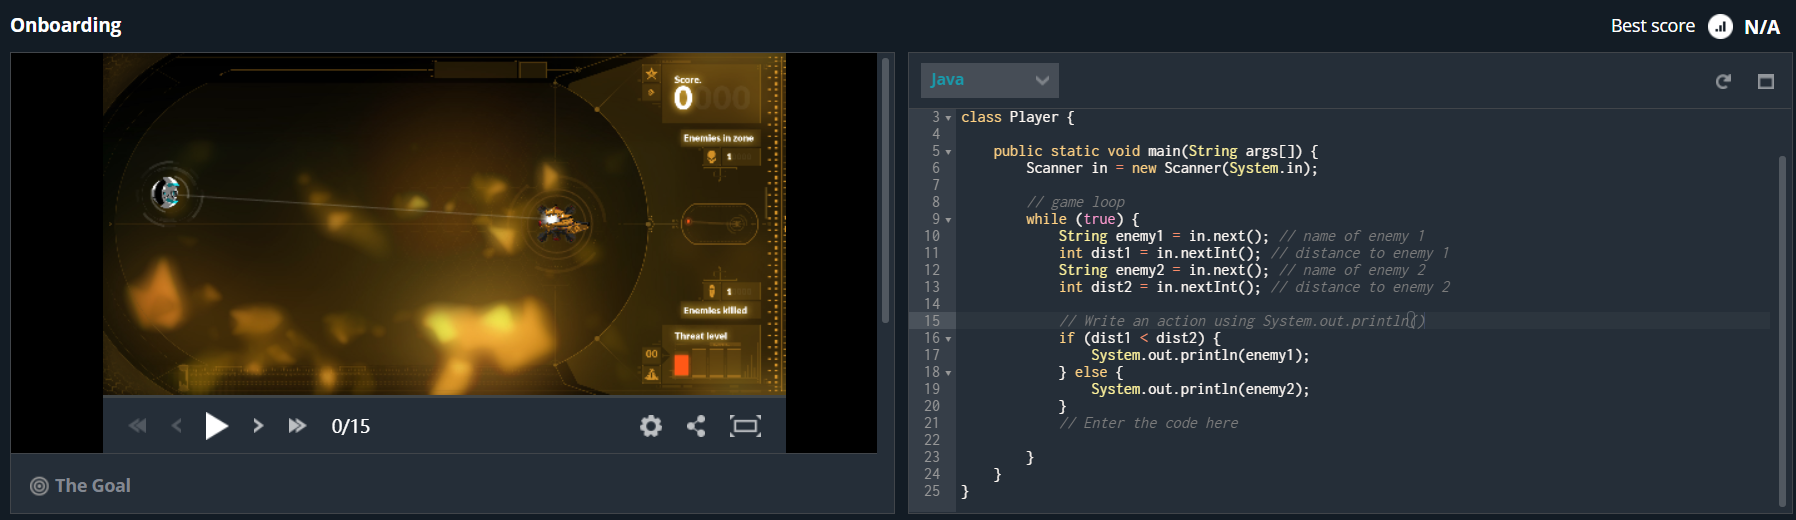 Onboarding
Best score N/A
Score.
0000
Enemies in zone
1
1
Enemies killed
Threat level
00
0/15
The Goal
Java
3 class Player {
4
5 public static void main(String args[]) {
6 Scanner in = new Scanner(System.in);
7
8 // game loop
9 while (true) {
10 String enemy1 = in.next(); // name of enemy 1
11 int dist1 = in.nextInt(); // distance to enemy 1
12 String enemy2 = in.next(); // name of enemy 2
13 int dist2 = in.nextInt(); // distance to enemy 2
14
15 // Write an action using System.out.println()
16 if (dist1 < dist2) {
17 System.out.println(enemy1);
18 } else {
19 System.out.println(enemy2);
20 }
21 // Enter the code here
22
23 }
24 }
25 }